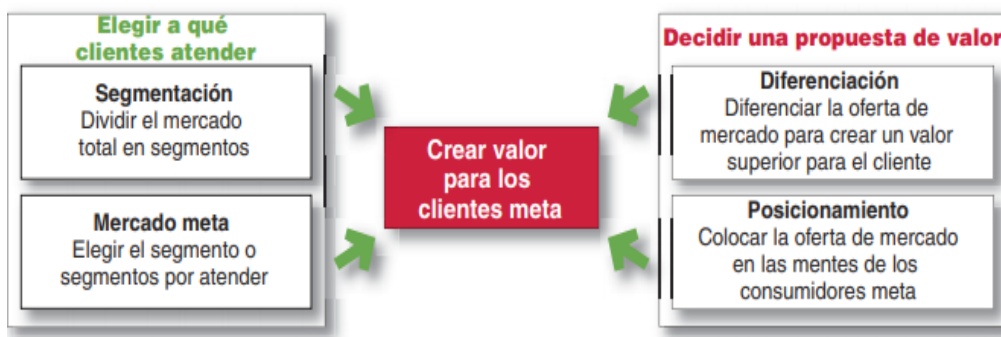 Elegir a qué
clientes atender
Segmentación
Dividir el mercado
total en segmentos
Mercado meta
Elegir el segmento o
segmentos por atender
Crear valor
para los
clientes meta
Decidir una propuesta de valor
Diferenciación
Diferenciar la oferta de
mercado para crear un valor
superior para el cliente
Posicionamiento
Colocar la oferta de mercado
en las mentes de los
consumidores meta